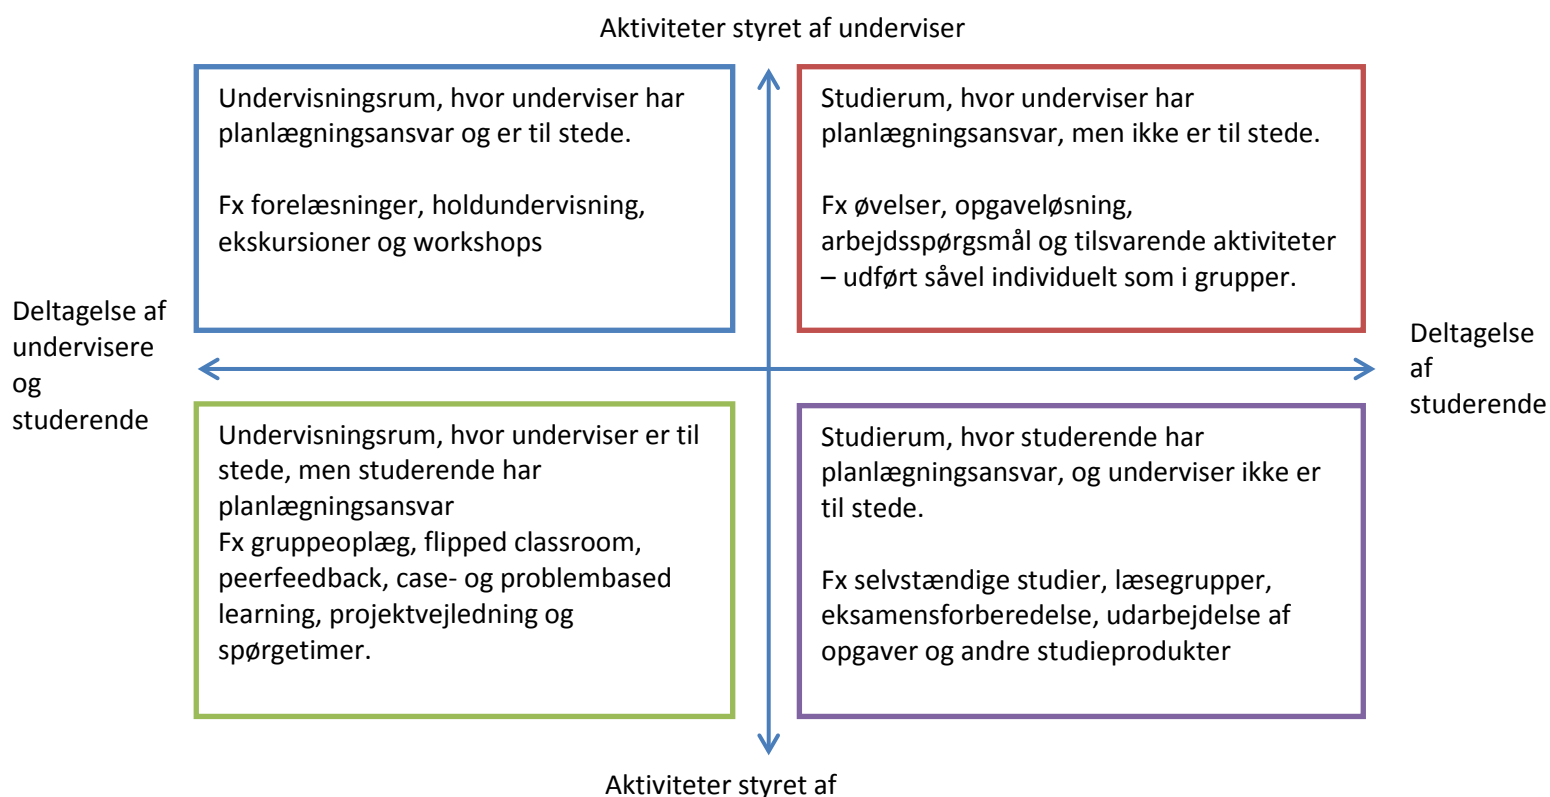 Aktiviteter styret af underviser
Undervisningsrum, hvor underviser har
planlægningsansvar og er til stede.
Fx forelæsninger, holdundervisning,
ekskursioner og workshops
Studierum, hvor underviser har
planlægningsansvar, men ikke er til stede.
Fx øvelser, opgaveløsning,
arbejdsspørgsmål og tilsvarende aktiviteter
– udført såvel individuelt som i grupper.
Deltagelse af
undervisere
og
studerende
Deltagelse
af
studerende
Undervisningsrum, hvor underviser er til
stede, men studerende har
planlægningsansvar
Fx gruppeoplæg, flipped classroom,
peerfeedback, case- og problembased
learning, projektvejledning og
spørgetimer.
Studierum, hvor studerende har
planlægningsansvar, og underviser ikke er
til stede.
Fx selvstændige studier, læsegrupper,
eksamensforberedelse, udarbejdelse af
opgaver og andre studieprodukter
Aktiviteter styret af